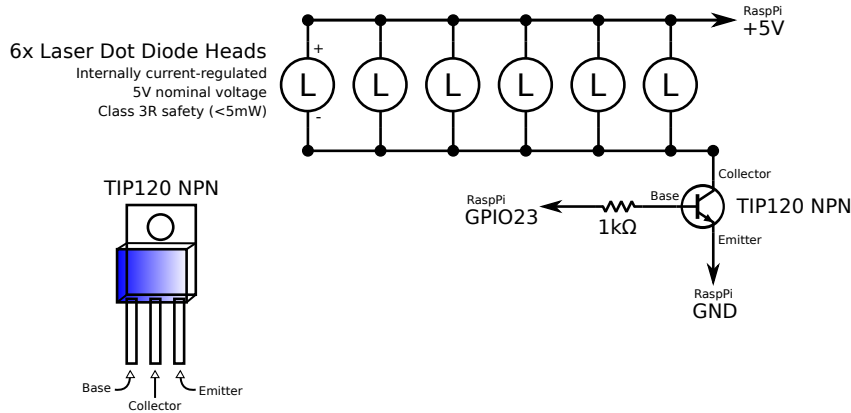 RaspPi
+5V
6x Laser Dot Diode Heads
Internally current-regulated
5V nominal voltage
Class 3R safety (<5mW)
+
-
L L L L L L
Collector
TIP120 NPN
RaspPi
GPIO23
1kΩ
Base
TIP120 NPN
Emitter
RaspPi
GND
Base
Collector
Emitter